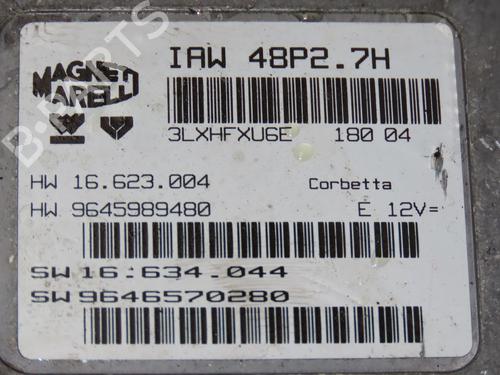 IAW 48P2.7H
MAGNETI
MARELLI
3LXHFXU6E 180 04
HW 16.623.004 Corbetta
HW 9645989480 E 12V=
SW 16.634.044
SW 9646570280
B-PARTS